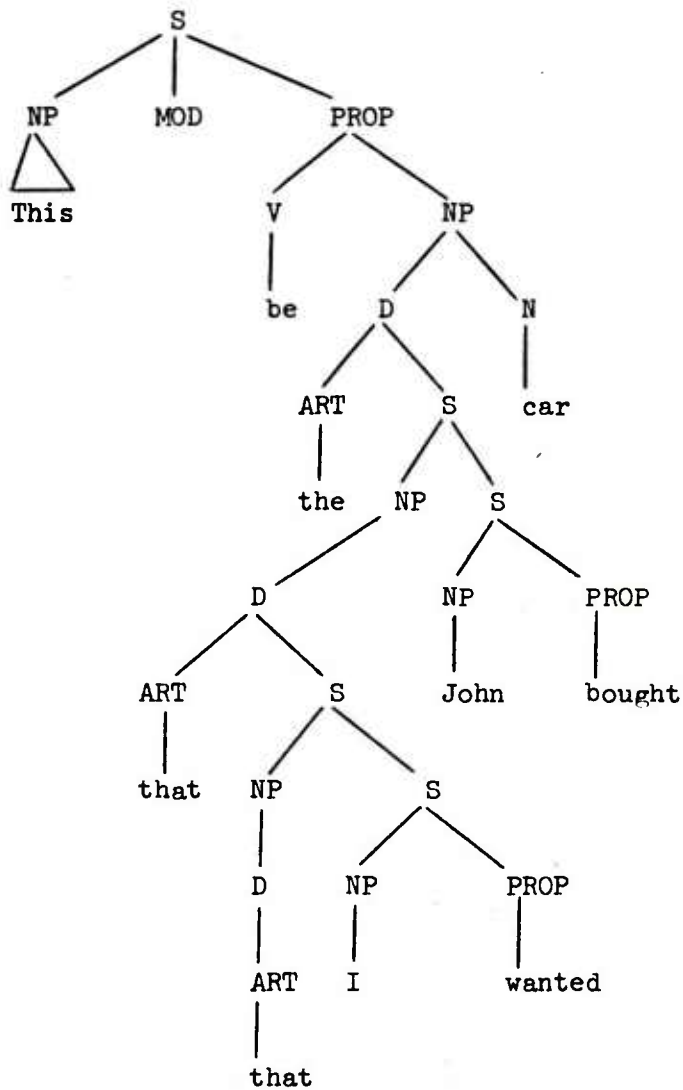 S
NP MOD PROP
This V NP
be D N
ART S car
the NP S
D NP PROP
ART S John bought
that NP S
D NP PROP
ART I wanted
that